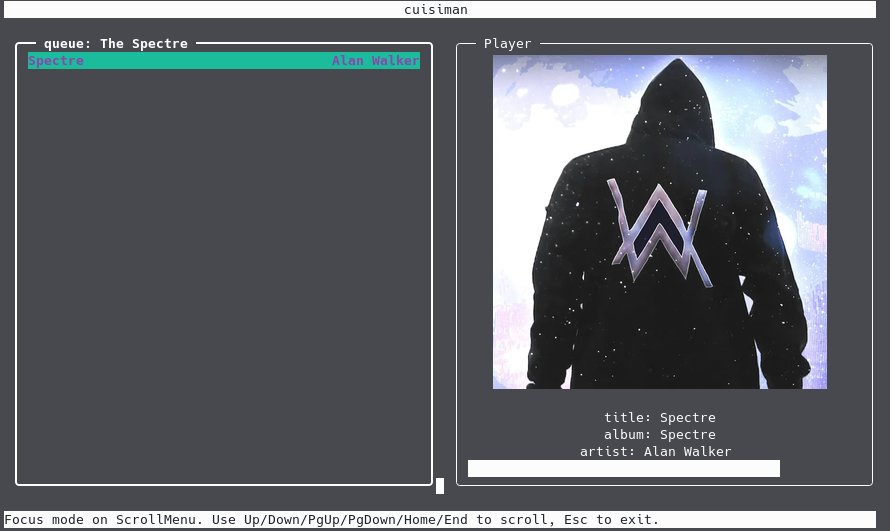 cuisiman
queue: The Spectre
Spectre Alan Walker
Player
title: Spectre
album: Spectre
artist: Alan Walker
Focus mode on ScrollMenu. Use Up/Down/PgUp/PgDown/Home/End to scroll, Esc to exit.